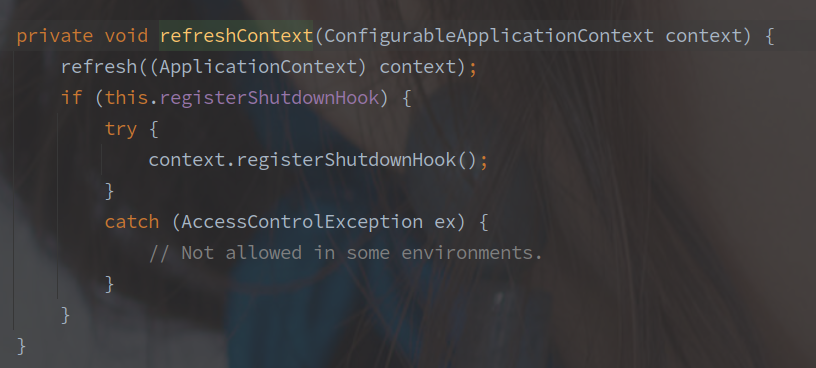 private void refreshContext(ConfigurableApplicationContext context) {
    refresh((ApplicationContext) context);
    if (this.registerShutdownHook) {
        try {
            context.registerShutdownHook();
        }
        catch (AccessControlException ex) {
            // Not allowed in some environments.
        }
    }
}